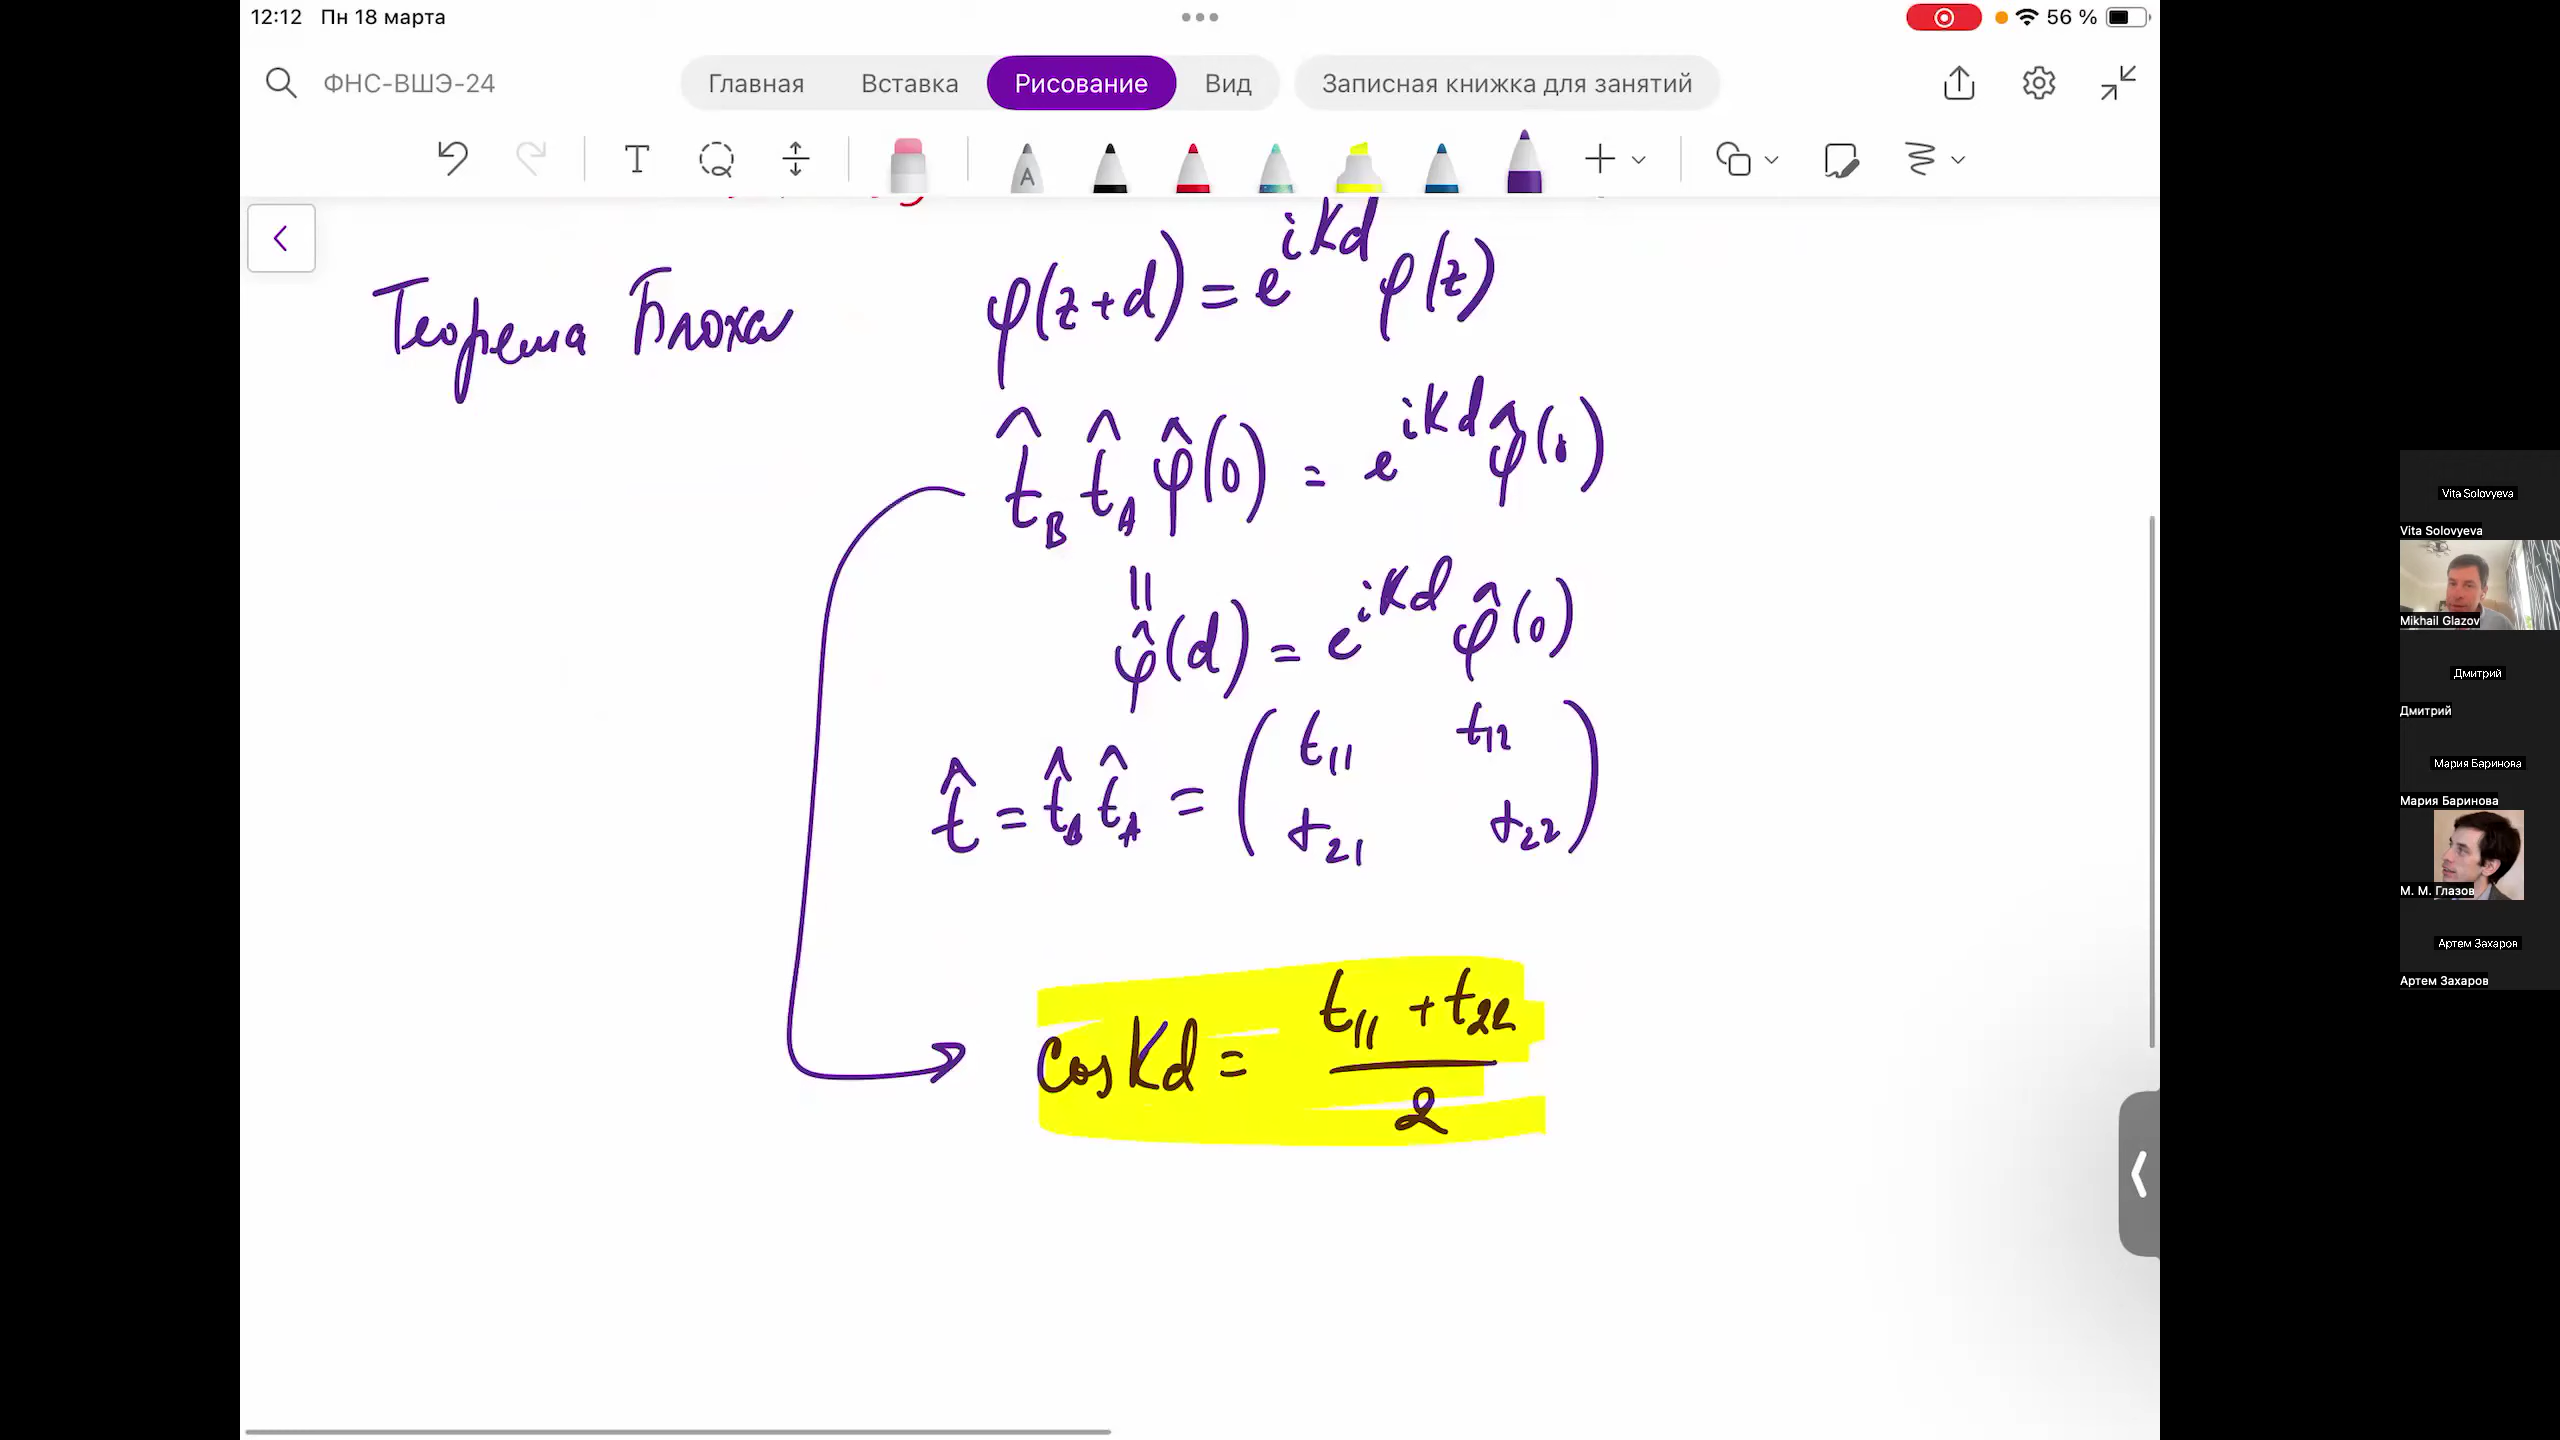 12:12 Пн 18 марта
56 %
ФНС-ВШЭ-24
Главная Вставка Рисование Вид Записная книжка для занятий
Теорема Блоха φ(z+d) = e^{iKd} φ(z)
t̂_B t̂_A φ̂(0) = e^{iKd} φ̂(0)
||
φ̂(d) = e^{iKd} φ̂(0)
t̂ = t̂_B t̂_A = ( t_11 t_12
t_21 t_22 )
cos Kd = (t_11 + t_22) / 2
Vita Solovyeva
Vita Solovyeva
Mikhail Glazov
Дмитрий
Дмитрий
Мария Баринова
Мария Баринова
М. М. Глазов
Артем Захаров
Артем Захаров